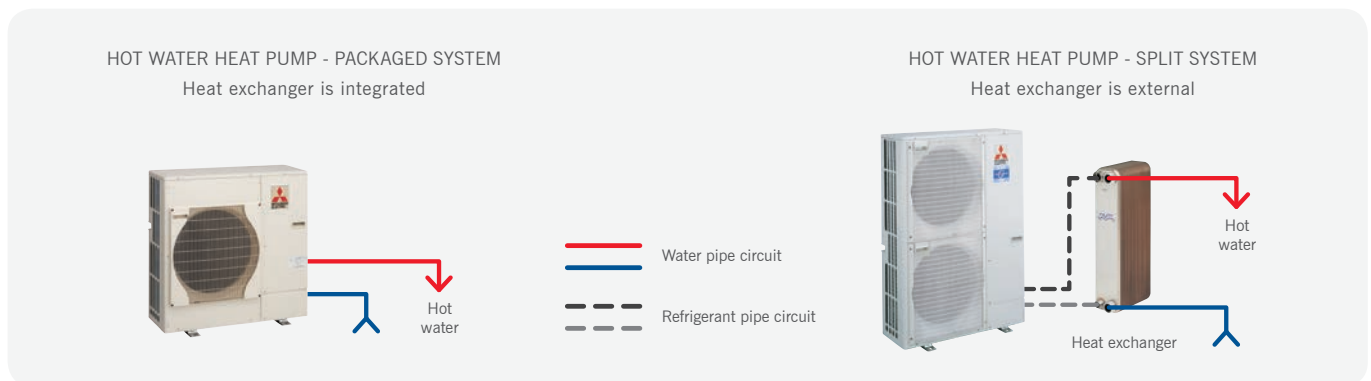 HOT WATER HEAT PUMP - PACKAGED SYSTEM
Heat exchanger is integrated
Hot
water
Water pipe circuit
Refrigerant pipe circuit
HOT WATER HEAT PUMP - SPLIT SYSTEM
Heat exchanger is external
Hot
water
Heat exchanger